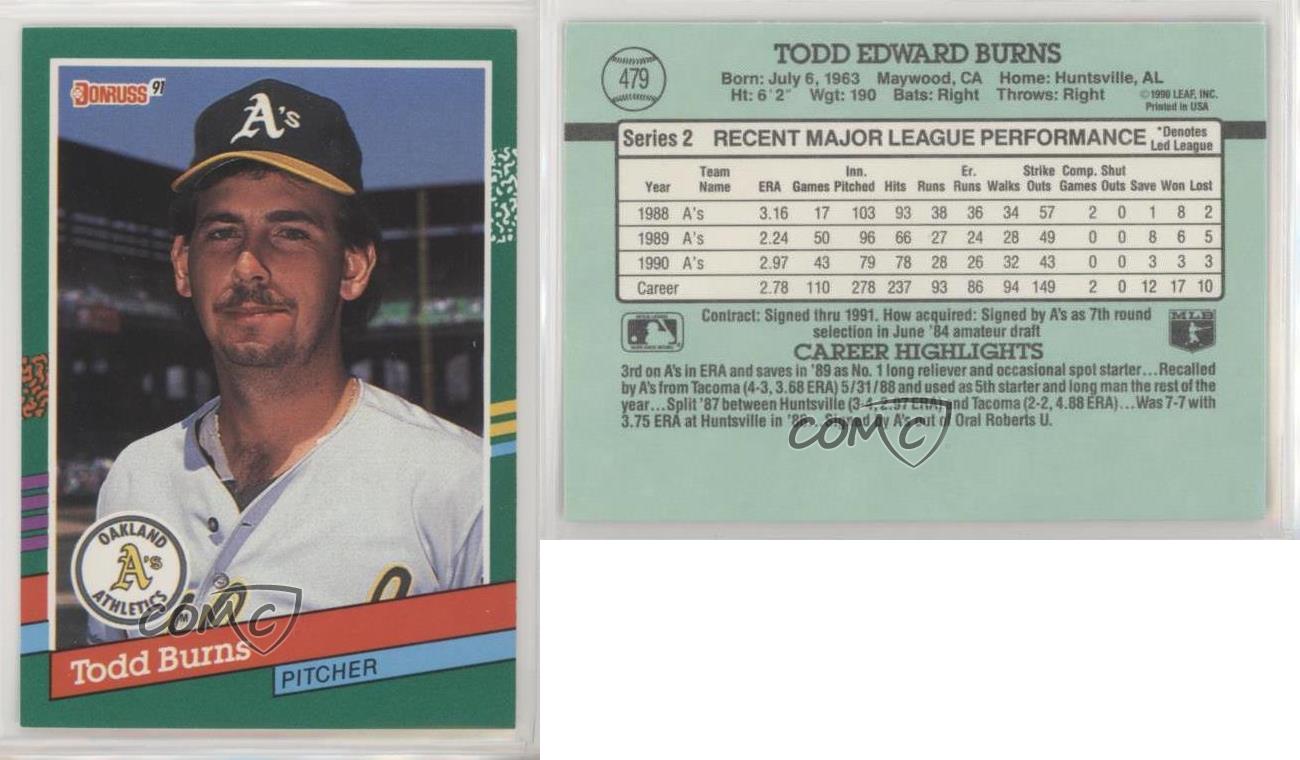 DONRUSS '91
A's
OAKLAND
A's
ATHLETICS
COMC
Todd Burns
PITCHER
479
TODD EDWARD BURNS
Born: July 6, 1963 Maywood, CA Home: Huntsville, AL
Ht: 6'2" Wgt: 190 Bats: Right Throws: Right
©1990 LEAF, INC.
Printed in USA
Series 2 RECENT MAJOR LEAGUE PERFORMANCE *Denotes Led League
Year Team Name ERA Games Inn. Pitched Hits Runs Er. Runs Walks Strike Outs Comp. Games Shut Outs Save Won Lost
1988 A's 3.16 17 103 93 38 36 34 57 2 0 1 8 2
1989 A's 2.24 50 96 66 27 24 28 49 0 0 8 6 5
1990 A's 2.97 43 79 78 28 26 32 43 0 0 3 3 3
Career 2.78 110 278 237 93 86 94 149 2 0 12 17 10
Contract: Signed thru 1991. How acquired: Signed by A's as 7th round
selection in June '84 amateur draft
MLB
CAREER HIGHLIGHTS
3rd on A's in ERA and saves in '89 as No. 1 long reliever and occasional spot starter...Recalled
by A's from Tacoma (4-3, 3.68 ERA) 5/31/88 and used as 5th starter and long man the rest of the
year...Split '87 between Huntsville (3-4, 2.97 ERA) and Tacoma (2-2, 4.88 ERA)...Was 7-7 with
3.75 ERA at Huntsville in '86...Signed by A's out of Oral Roberts U.
COMC